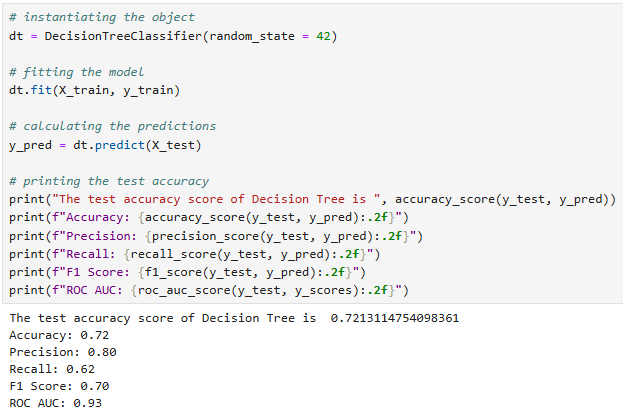 # instantiating the object
dt = DecisionTreeClassifier(random_state = 42)
# fitting the model
dt.fit(X_train, y_train)
# calculating the predictions
y_pred = dt.predict(X_test)
# printing the test accuracy
print("The test accuracy score of Decision Tree is ", accuracy_score(y_test, y_pred))
print(f"Accuracy: {accuracy_score(y_test, y_pred):.2f}")
print(f"Precision: {precision_score(y_test, y_pred):.2f}")
print(f"Recall: {recall_score(y_test, y_pred):.2f}")
print(f"F1 Score: {f1_score(y_test, y_pred):.2f}")
print(f"ROC AUC: {roc_auc_score(y_test, y_scores):.2f}")
The test accuracy score of Decision Tree is  0.7213114754098361
Accuracy: 0.72
Precision: 0.80
Recall: 0.62
F1 Score: 0.70
ROC AUC: 0.93